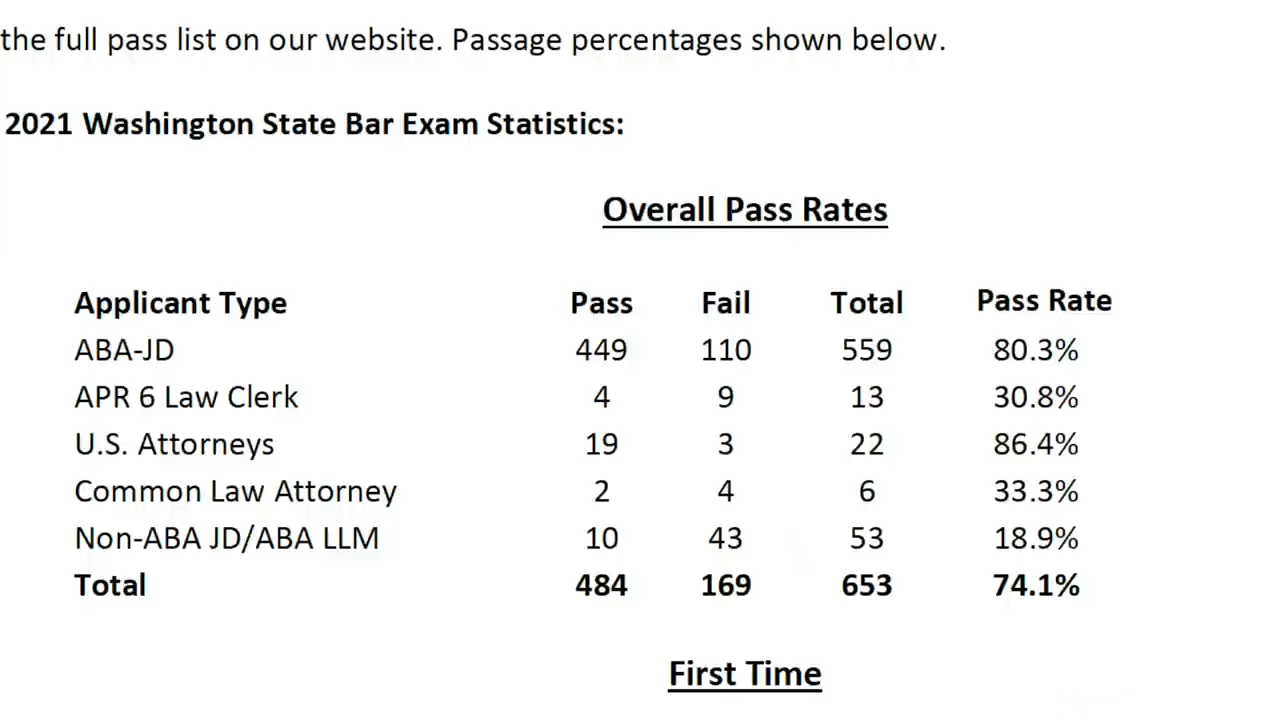 the full pass list on our website. Passage percentages shown below.
2021 Washington State Bar Exam Statistics:
Overall Pass Rates
Applicant Type Pass Fail Total Pass Rate
ABA-JD 449 110 559 80.3%
APR 6 Law Clerk 4 9 13 30.8%
U.S. Attorneys 19 3 22 86.4%
Common Law Attorney 2 4 6 33.3%
Non-ABA JD/ABA LLM 10 43 53 18.9%
Total 484 169 653 74.1%
First Time